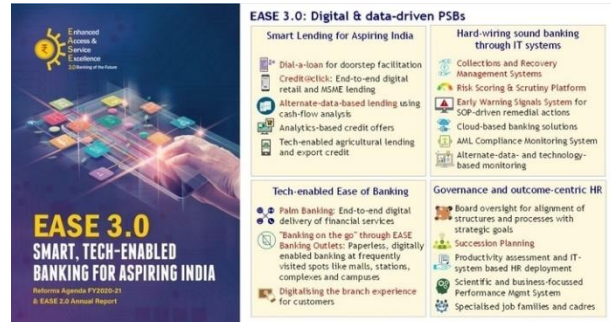 Enhanced
Access &
Service
Excellence
3.0 Banking of the Future
EASE 3.0
SMART, TECH-ENABLED
BANKING FOR ASPIRING INDIA
Reforms Agenda FY2020-21
& EASE 2.0 Annual Report
EASE 3.0: Digital & data-driven PSBs
Smart Lending for Aspiring India
Dial-a-loan for doorstep facilitation
Credit@click: End-to-end digital
retail and MSME lending
Alternate-data-based lending using
cash-flow analysis
Analytics-based credit offers
Tech-enabled agricultural lending
and export credit
Hard-wiring sound banking
through IT systems
Collections and Recovery
Management Systems
Risk Scoring & Scrutiny Platform
Early Warning Signals System for
SOP-driven remedial actions
Cloud-based banking solutions
AML Compliance Monitoring System
Alternate-data- and technology-
based monitoring
Tech-enabled Ease of Banking
Palm Banking: End-to-end digital
delivery of financial services
"Banking on the go" through EASE
Banking Outlets: Paperless, digitally
enabled banking at frequently
visited spots like malls, stations,
complexes and campuses
Digitalising the branch experience
for customers
Governance and outcome-centric HR
Board oversight for alignment of
structures and processes with
strategic goals
Succession Planning
Productivity assessment and IT-
system based HR deployment
Scientific and business-focussed
Performance Mgmt System
Specialised job families and cadres